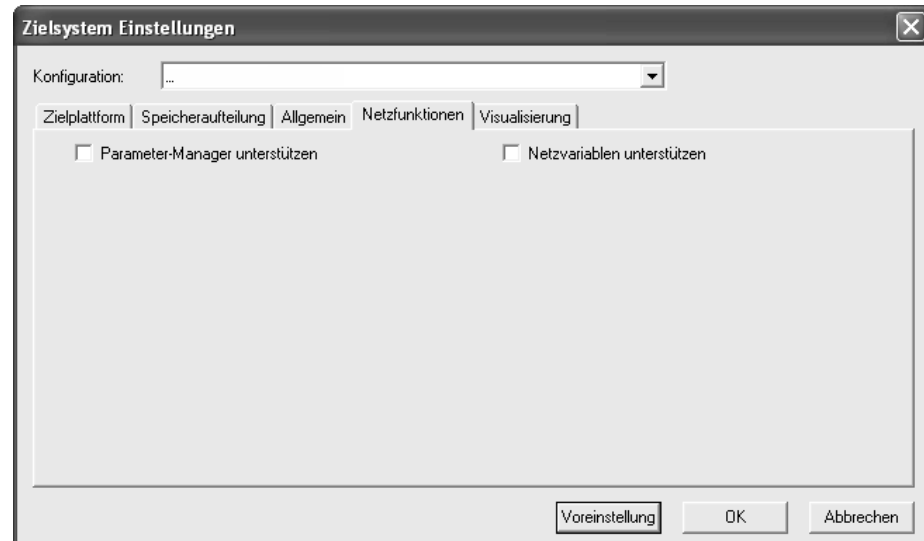 Zielsystem Einstellungen
Konfiguration: ...
Zielplattform Speicheraufteilung Allgemein Netzfunktionen Visualisierung
Parameter-Manager unterstützen Netzvariablen unterstützen
Voreinstellung OK Abbrechen